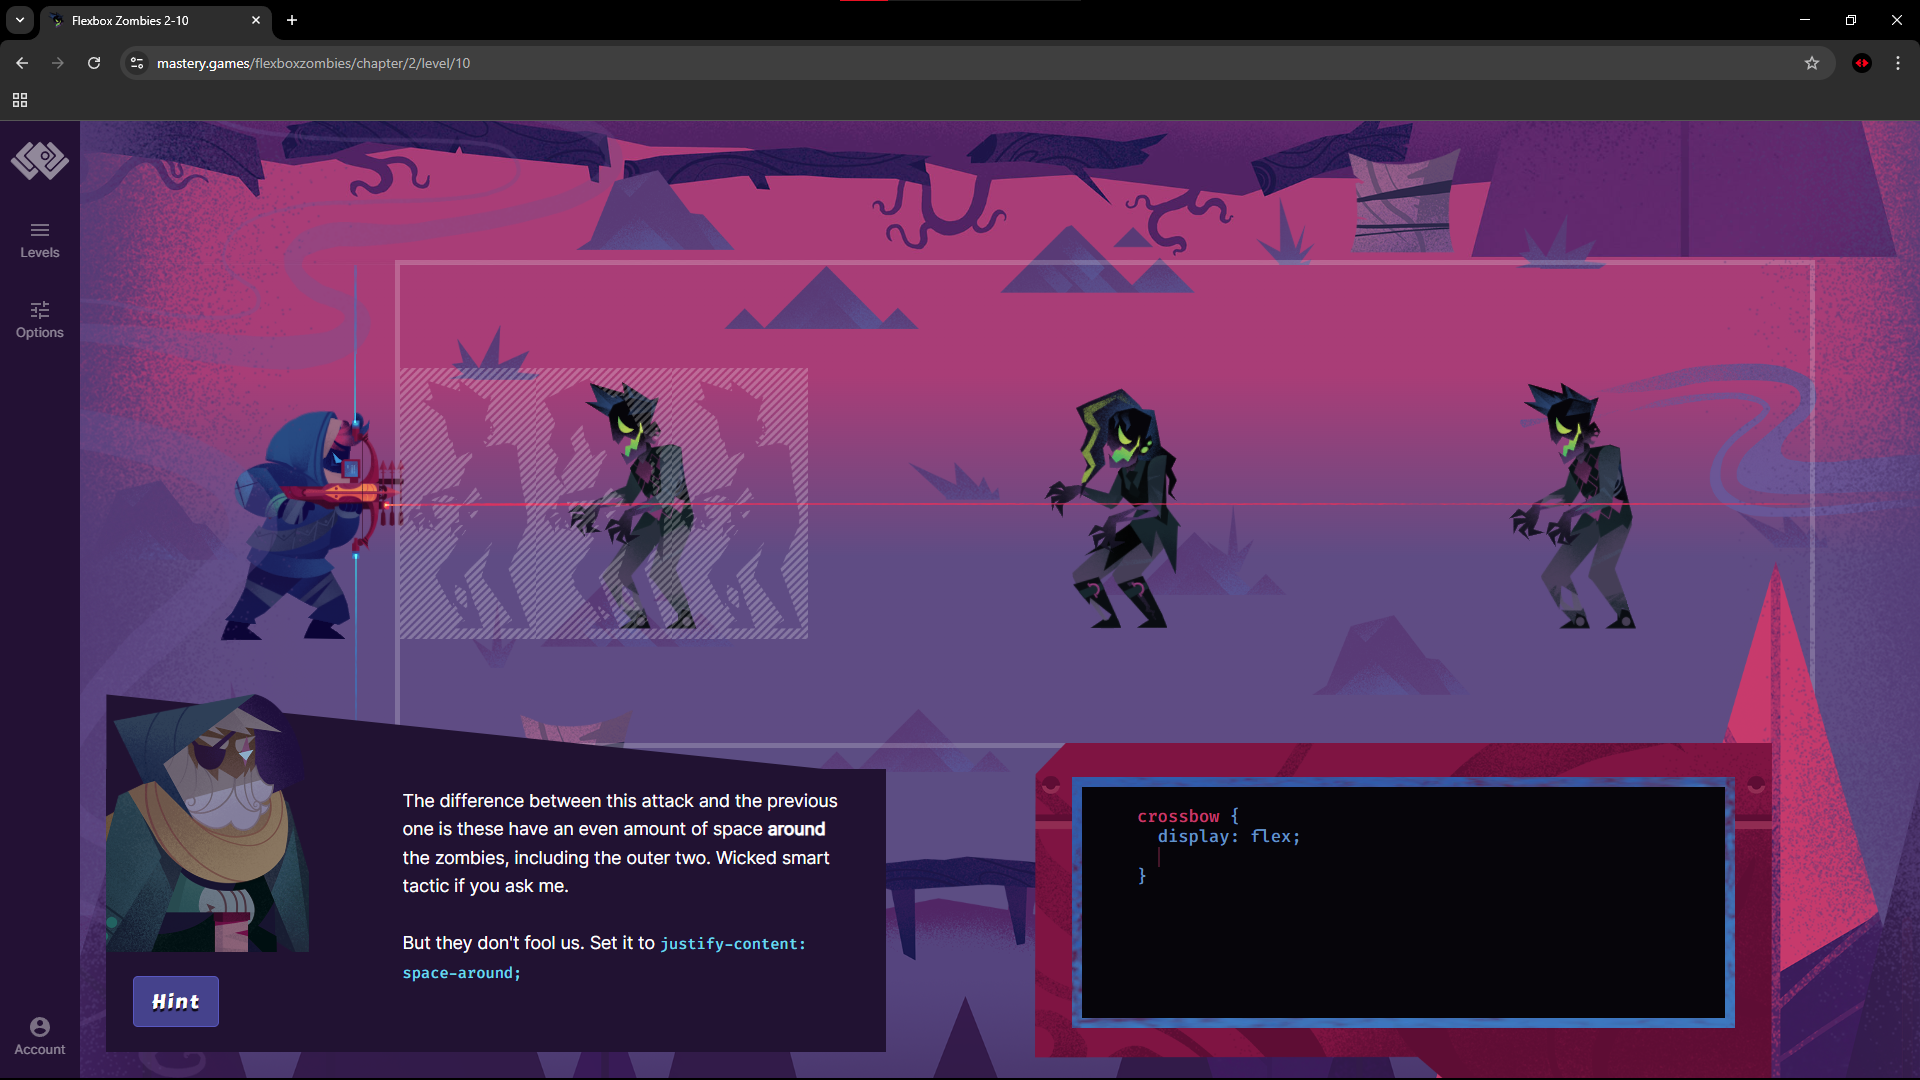 Flexbox Zombies 2-10
mastery.games/flexboxzombies/chapter/2/level/10
Levels
Options
The difference between this attack and the previous
one is these have an even amount of space around
the zombies, including the outer two. Wicked smart
tactic if you ask me.
But they don't fool us. Set it to justify-content:
space-around;
Hint
crossbow {
display: flex;
}
Account